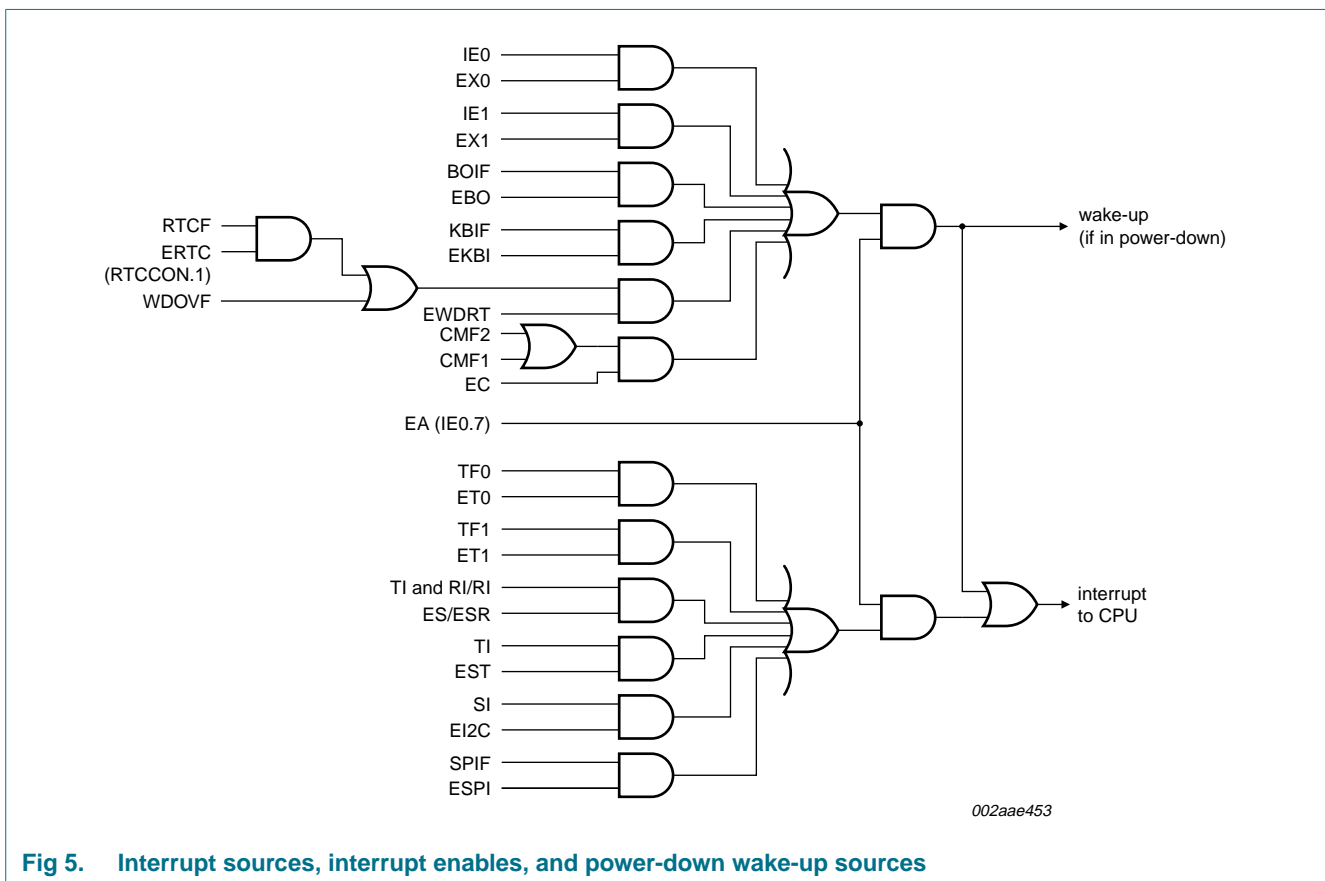 IE0
EX0
IE1
EX1
BOIF
EBO
KBIF
EKBI
RTCF
ERTC
(RTCCON.1)
WDOVF
EWDRT
CMF2
CMF1
EC
EA (IE0.7)
wake-up
(if in power-down)
TF0
ET0
TF1
ET1
TI and RI/RI
ES/ESR
TI
EST
SI
EI2C
SPIF
ESPI
interrupt
to CPU
002aae453
Fig 5. Interrupt sources, interrupt enables, and power-down wake-up sources